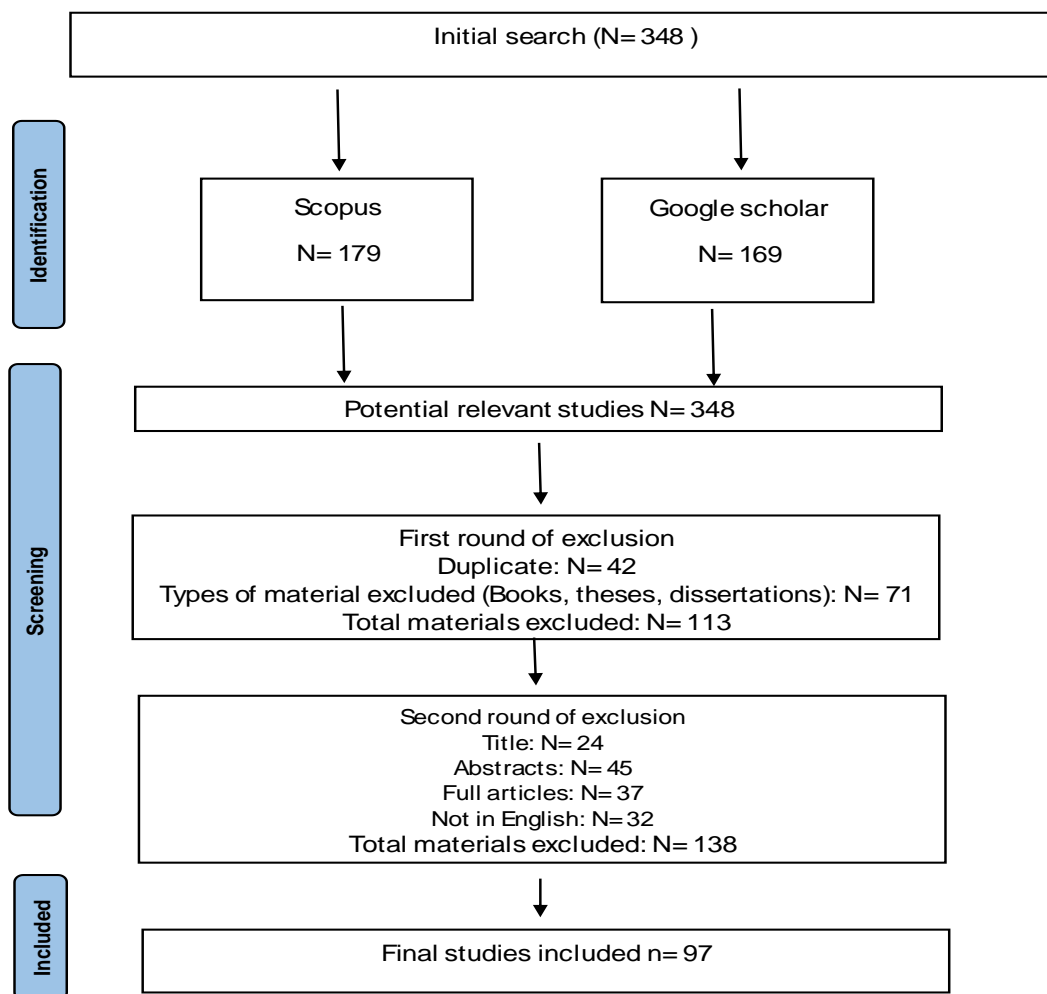 Initial search (N= 348 )
Identification
Scopus
N= 179
Google scholar
N= 169
Screening
Potential relevant studies N= 348
First round of exclusion
Duplicate: N= 42
Types of material excluded (Books, theses, dissertations): N= 71
Total materials excluded: N= 113
Second round of exclusion
Title: N= 24
Abstracts: N= 45
Full articles: N= 37
Not in English: N= 32
Total materials excluded: N= 138
Included
Final studies included n= 97